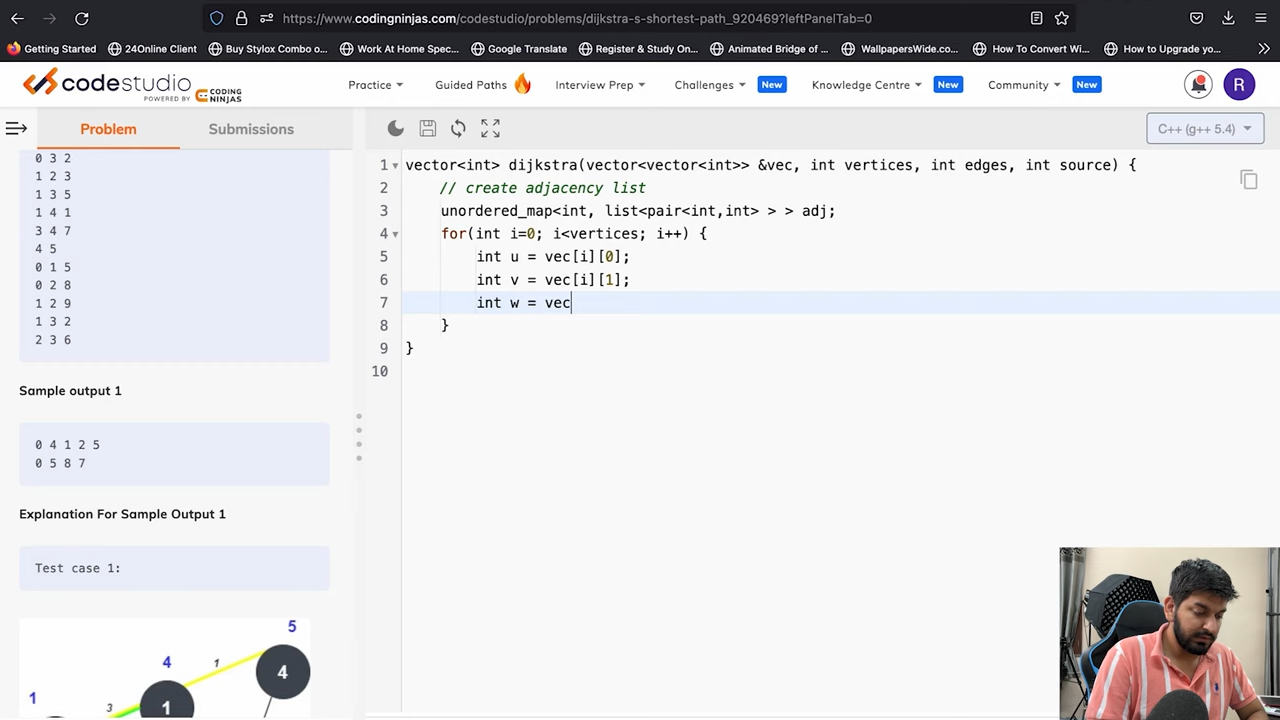 https://www.codingninjas.com/codestudio/problems/dijkstra-s-shortest-path_920469?leftPanelTab=0
Getting Started 24Online Client Buy Stylox Combo o... Work At Home Spec... Google Translate Register & Study On... Animated Bridge of ... WallpapersWide.co... How To Convert Wi... How to Upgrade yo...
codestudio Practice Guided Paths Interview Prep Challenges New Knowledge Centre New Community New R
POWERED BY CODING NINJAS
Problem Submissions C++ (g++ 5.4)
0 3 2
1 2 3
1 3 5
1 4 1
3 4 7
4 5
0 1 5
0 2 8
1 2 9
1 3 2
2 3 6
Sample output 1
0 4 1 2 5
0 5 8 7
Explanation For Sample Output 1
Test case 1:
5
4
1
4
1
3
1
1 vector<int> dijkstra(vector<vector<int>> &vec, int vertices, int edges, int source) {
2 // create adjacency list
3 unordered_map<int, list<pair<int,int> > > adj;
4 for(int i=0; i<vertices; i++) {
5 int u = vec[i][0];
6 int v = vec[i][1];
7 int w = vec
8 }
9 }
10